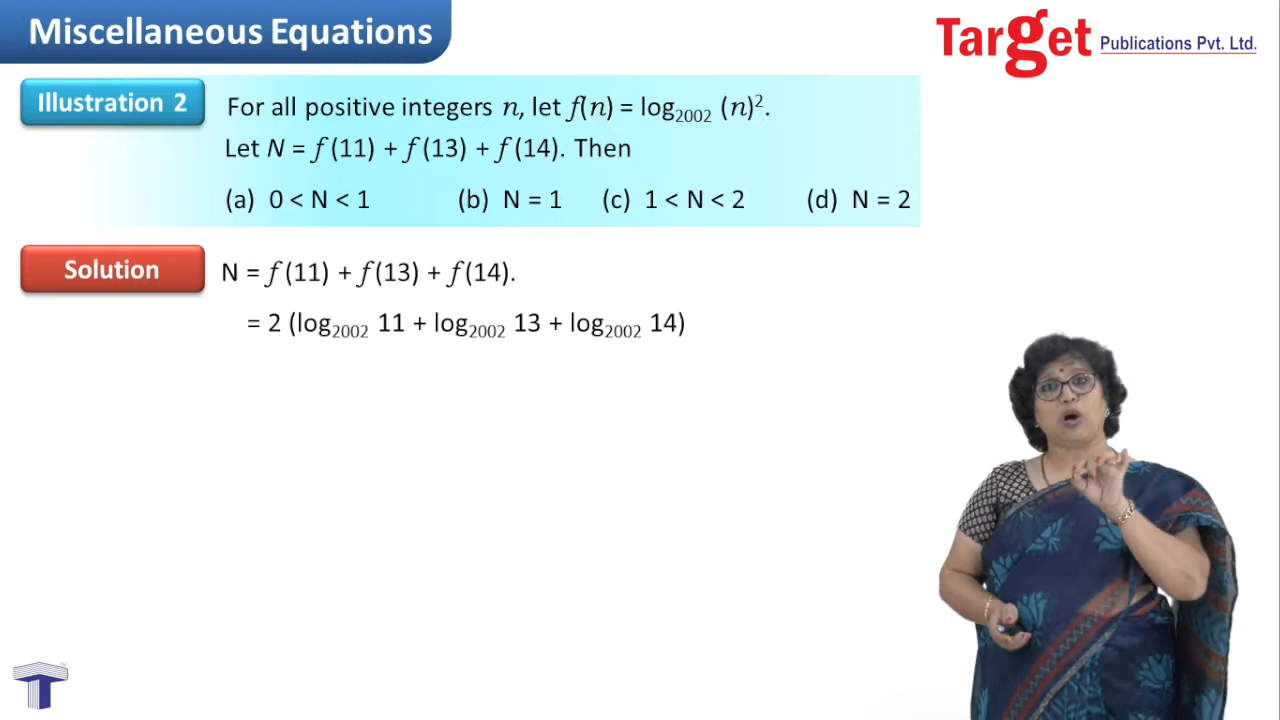 Miscellaneous Equations
Target Publications Pvt. Ltd.
Illustration 2
For all positive integers n, let f(n) = log₂₀₀₂ (n)².
Let N = f (11) + f (13) + f (14). Then
(a) 0 < N < 1 (b) N = 1 (c) 1 < N < 2 (d) N = 2
Solution
N = f (11) + f (13) + f (14).
= 2 (log₂₀₀₂ 11 + log₂₀₀₂ 13 + log₂₀₀₂ 14)